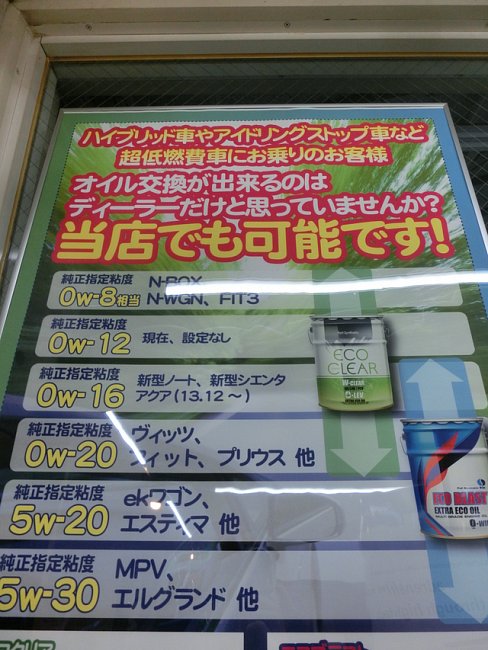 ハイブリッド車やアイドリングストップ車など
超低燃費車にお乗りのお客様
オイル交換が出来るのは
ディーラーだけと思っていませんか？
当店でも可能です！
純正指定粘度
0w-8相当
N-BOX
N-WGN、FIT3
純正指定粘度
0w-12
現在、設定なし
純正指定粘度
0w-16
新型ノート、新型シエンタ
アクア(13.12～)
純正指定粘度
0w-20
ヴィッツ、
フィット、プリウス 他
純正指定粘度
5w-20
ekワゴン、
エスティマ 他
純正指定粘度
5w-30
MPV、
エルグランド 他
ECO
CLEAR
W-CLEAR
EXTRA ECO OIL